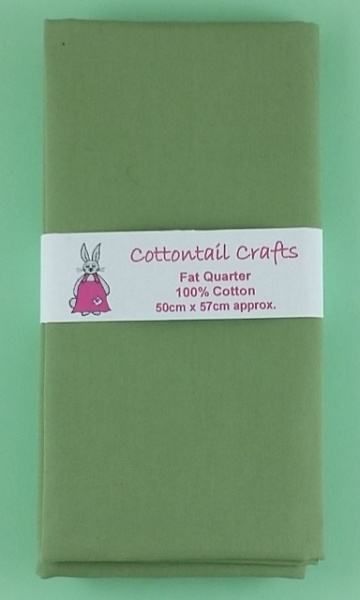 Cottontail Crafts
Fat Quarter
100% Cotton
50cm x 57cm approx.